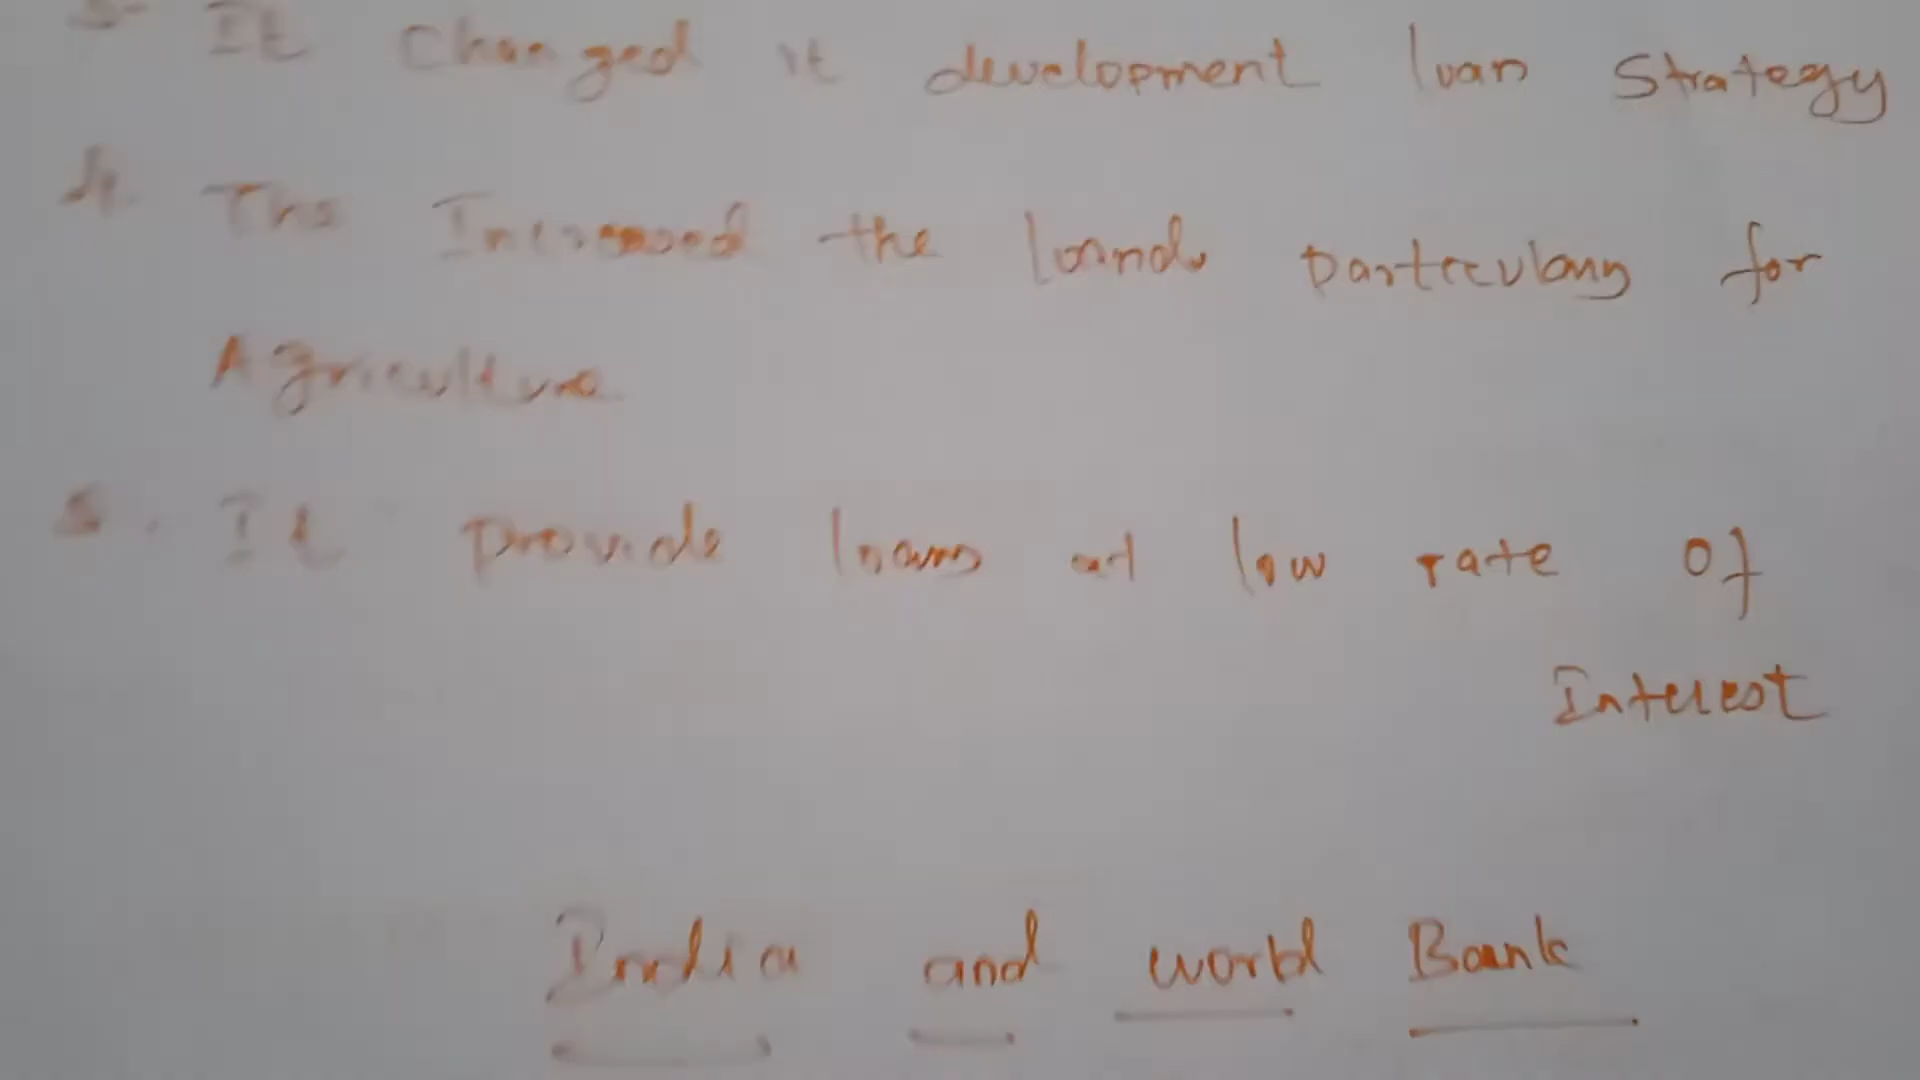 It Changed it development loan Strategy
4. The Increased the loand particularly for
Agriculture
5. It provide loans at low rate of
Interest
India and world Bank